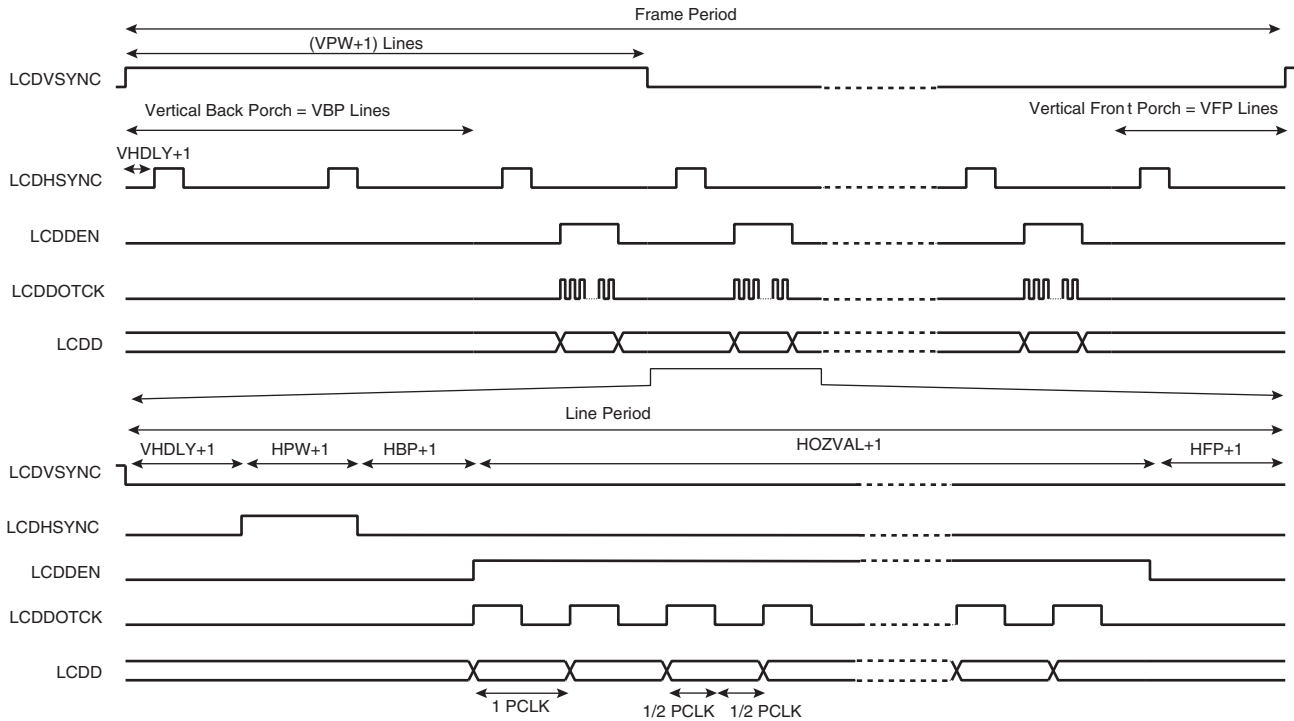 Frame Period
(VPW+1) Lines
LCDVSYNC
Vertical Back Porch = VBP Lines
Vertical Front Porch = VFP Lines
VHDLY+1
LCDHSYNC
LCDDEN
LCDDOTCK
LCDD
Line Period
VHDLY+1
HPW+1
HBP+1
HOZVAL+1
HFP+1
LCDVSYNC
LCDHSYNC
LCDDEN
LCDDOTCK
LCDD
1 PCLK
1/2 PCLK
1/2 PCLK